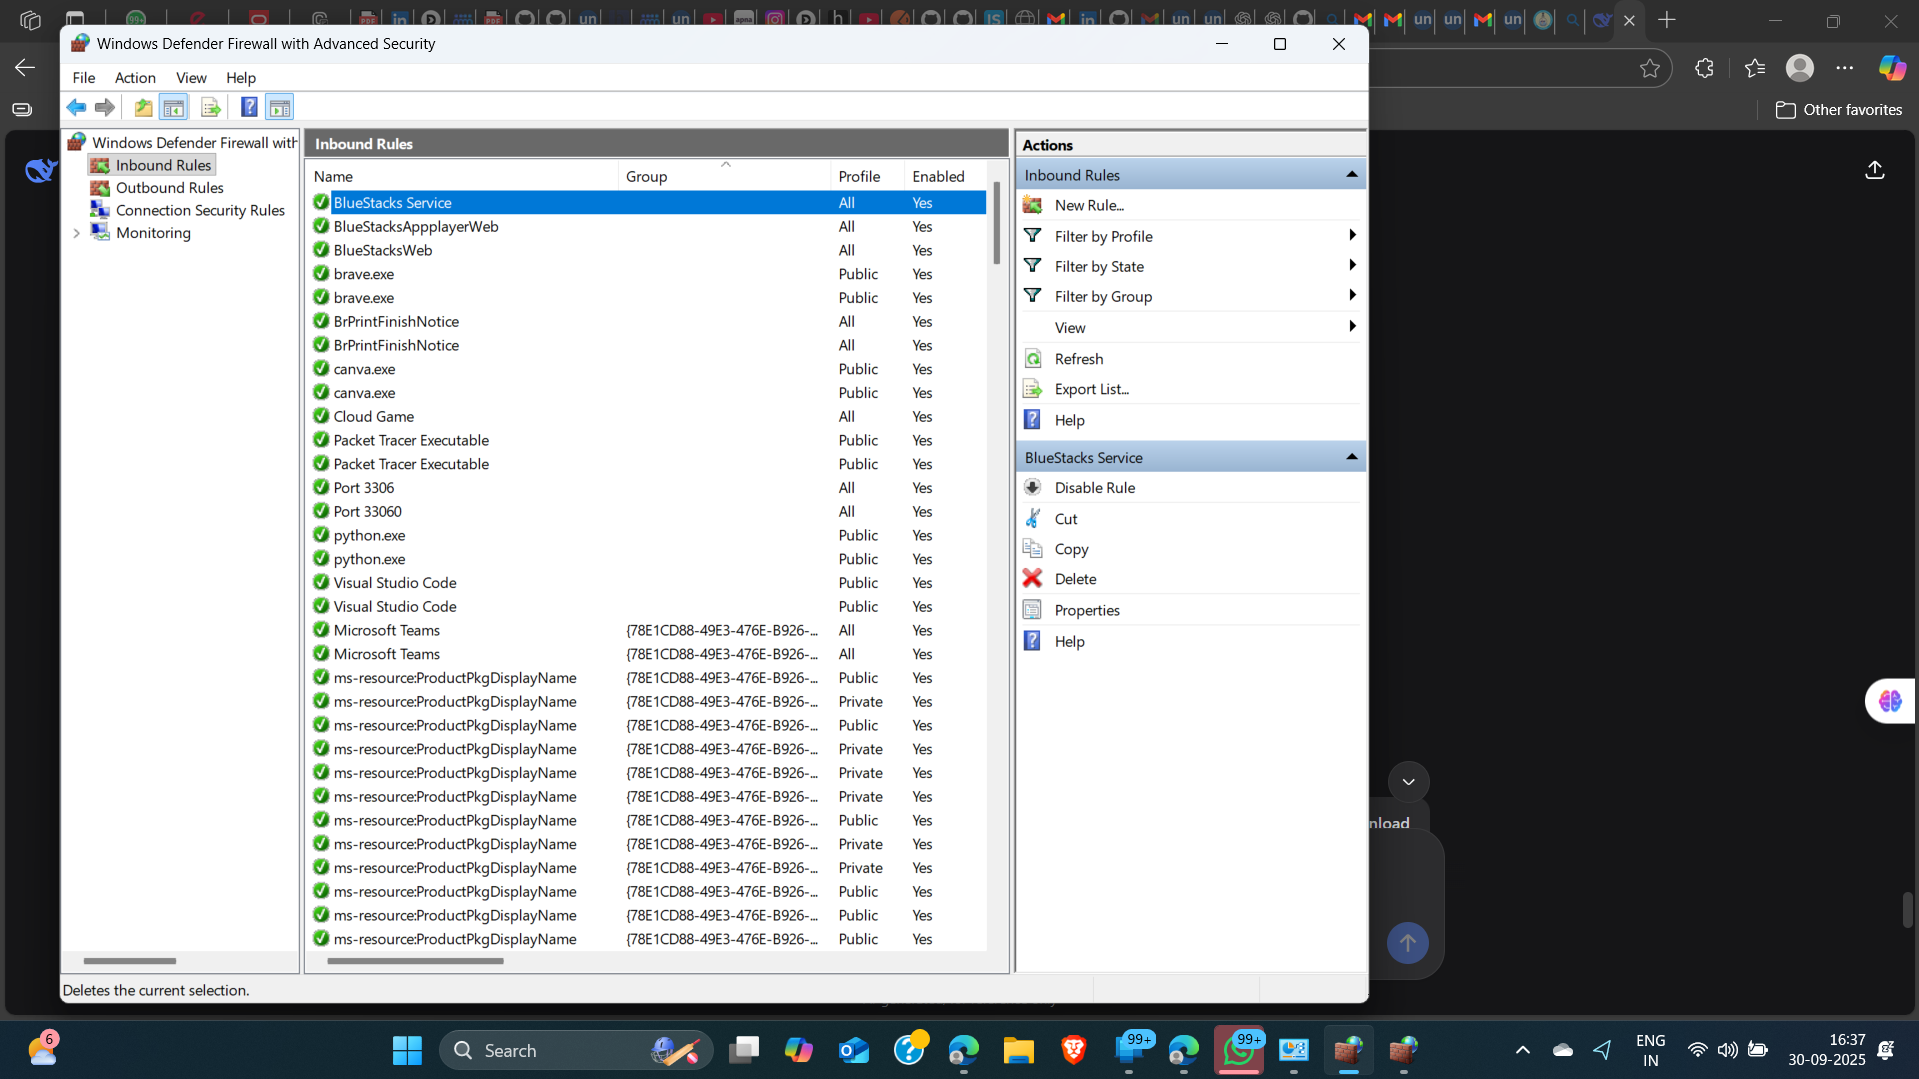 Windows Defender Firewall with Advanced Security
File Action View Help
Other favorites
Windows Defender Firewall with
Inbound Rules
Outbound Rules
Connection Security Rules
Monitoring
Inbound Rules
Name Group Profile Enabled
BlueStacks Service All Yes
BlueStacksAppplayerWeb All Yes
BlueStacksWeb All Yes
brave.exe Public Yes
brave.exe Public Yes
BrPrintFinishNotice All Yes
BrPrintFinishNotice All Yes
canva.exe Public Yes
canva.exe Public Yes
Cloud Game All Yes
Packet Tracer Executable Public Yes
Packet Tracer Executable Public Yes
Port 3306 All Yes
Port 33060 All Yes
python.exe Public Yes
python.exe Public Yes
Visual Studio Code Public Yes
Visual Studio Code Public Yes
Microsoft Teams {78E1CD88-49E3-476E-B926-... All Yes
Microsoft Teams {78E1CD88-49E3-476E-B926-... All Yes
ms-resource:ProductPkgDisplayName {78E1CD88-49E3-476E-B926-... Public Yes
ms-resource:ProductPkgDisplayName {78E1CD88-49E3-476E-B926-... Private Yes
ms-resource:ProductPkgDisplayName {78E1CD88-49E3-476E-B926-... Public Yes
ms-resource:ProductPkgDisplayName {78E1CD88-49E3-476E-B926-... Private Yes
ms-resource:ProductPkgDisplayName {78E1CD88-49E3-476E-B926-... Private Yes
ms-resource:ProductPkgDisplayName {78E1CD88-49E3-476E-B926-... Private Yes
ms-resource:ProductPkgDisplayName {78E1CD88-49E3-476E-B926-... Public Yes
ms-resource:ProductPkgDisplayName {78E1CD88-49E3-476E-B926-... Private Yes
ms-resource:ProductPkgDisplayName {78E1CD88-49E3-476E-B926-... Private Yes
ms-resource:ProductPkgDisplayName {78E1CD88-49E3-476E-B926-... Public Yes
ms-resource:ProductPkgDisplayName {78E1CD88-49E3-476E-B926-... Public Yes
ms-resource:ProductPkgDisplayName {78E1CD88-49E3-476E-B926-... Public Yes
Actions
Inbound Rules
New Rule...
Filter by Profile
Filter by State
Filter by Group
View
Refresh
Export List...
Help
BlueStacks Service
Disable Rule
Cut
Copy
Delete
Properties
Help
nload
Deletes the current selection.
6
Search
99+
99+
ENG
IN
16:37
30-09-2025